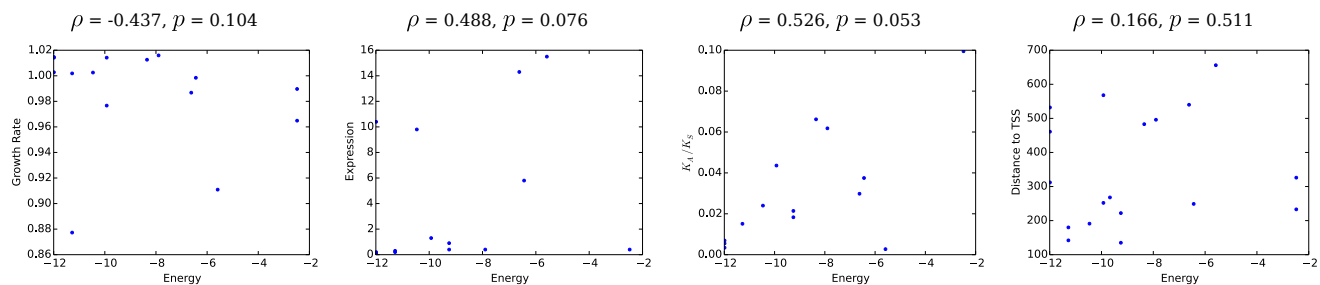 ρ = -0.437, p = 0.104
1.02
1.00
0.98
0.96
0.94
0.92
0.90
0.88
0.86
Growth Rate
−12 −10 −8 −6 −4 −2
Energy
ρ = 0.488, p = 0.076
16
14
12
10
8
6
4
2
0
Expression
−12 −10 −8 −6 −4 −2
Energy
ρ = 0.526, p = 0.053
0.10
0.08
0.06
0.04
0.02
0.00
K_A/K_S
−12 −10 −8 −6 −4 −2
Energy
ρ = 0.166, p = 0.511
700
600
500
400
300
200
100
Distance to TSS
−12 −10 −8 −6 −4 −2
Energy